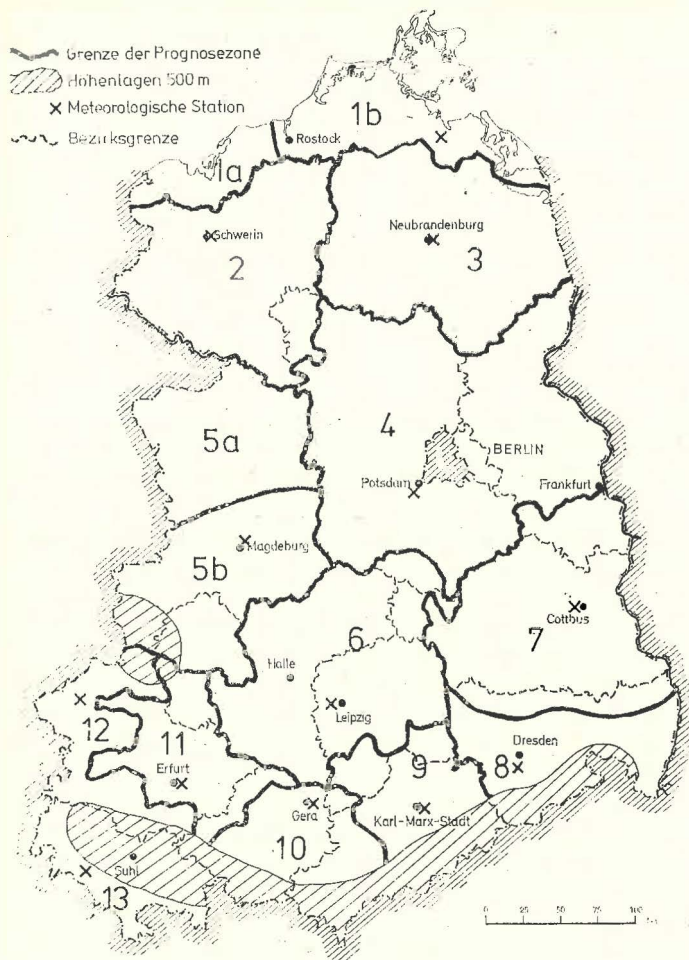 Grenze der Prognosezone
Höhenlagen 500 m
Meteorologische Station
Bezirksgrenze
1b
Rostock
1a
Schwerin
Neubrandenburg
2
3
4
5a
BERLIN
Potsdam
Frankfurt
Magdeburg
5b
6
Cottbus
7
Halle
Leipzig
12
11
Dresden
9
8
Erfurt
Gera
Karl-Marx-Stadt
10
Suhl
13
0 25 50 75 100